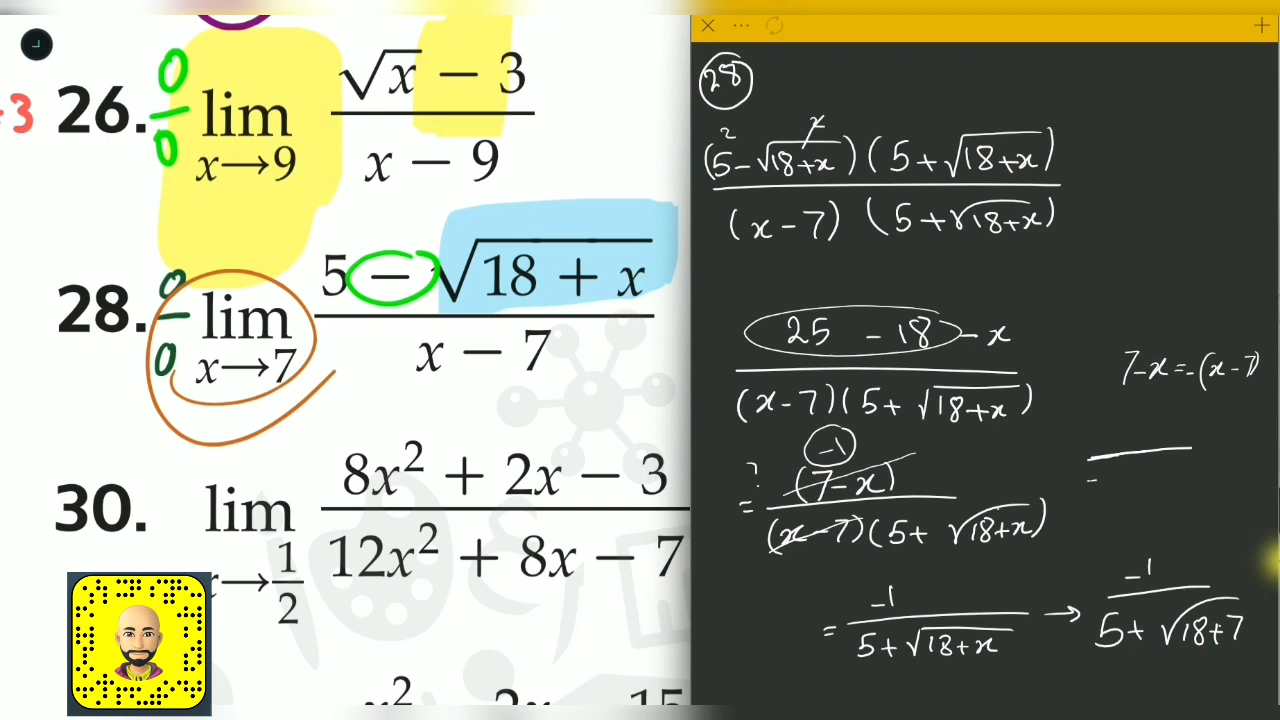 -3 26. 0/0 lim x→9 (√x − 3)/(x − 9)
28. 0/0 lim x→7 (5 − √(18 + x))/(x − 7)
30. lim x→1/2 (8x² + 2x − 3)/(12x² + 8x − 7)
28
(5 − √(18+x))(5 + √(18+x))
(x − 7)(5 + √(18+x))
25 − 18 − x
(x − 7)(5 + √(18+x))
7 − x = −(x − 7)
−1
= (7 − x)
(x − 7)(5 + √(18+x))
= −1/(5 + √(18+x)) → −1/(5 + √(18+7))